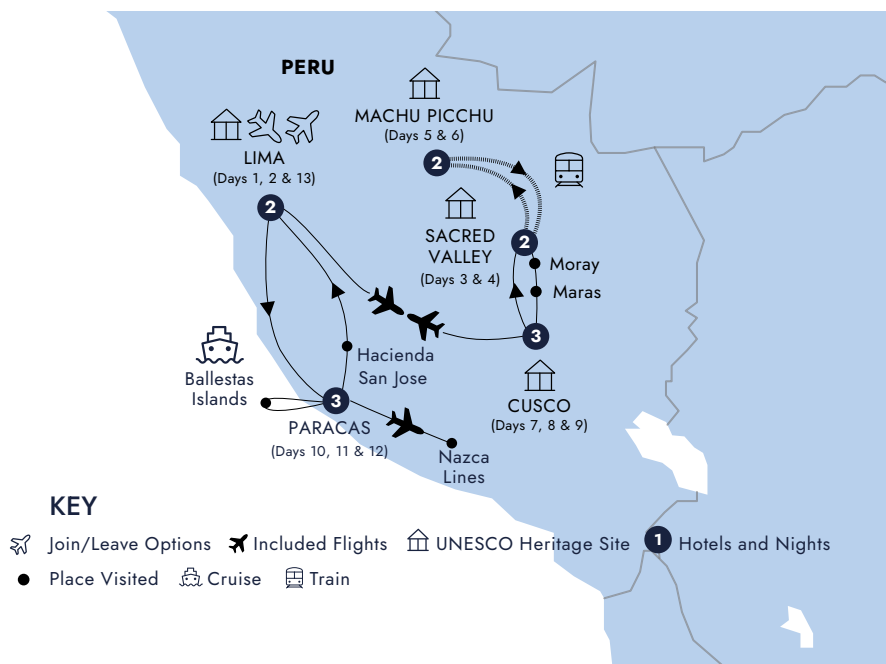 PERU
MACHU PICCHU
(Days 5 & 6)
2
LIMA
(Days 1, 2 & 13)
2
SACRED
VALLEY
(Days 3 & 4)
2
Moray
Maras
3
Hacienda
San Jose
Ballestas
Islands
3
PARACAS
(Days 10, 11 & 12)
CUSCO
(Days 7, 8 & 9)
Nazca
Lines
KEY
Join/Leave Options
Included Flights
UNESCO Heritage Site
1
Hotels and Nights
Place Visited
Cruise
Train